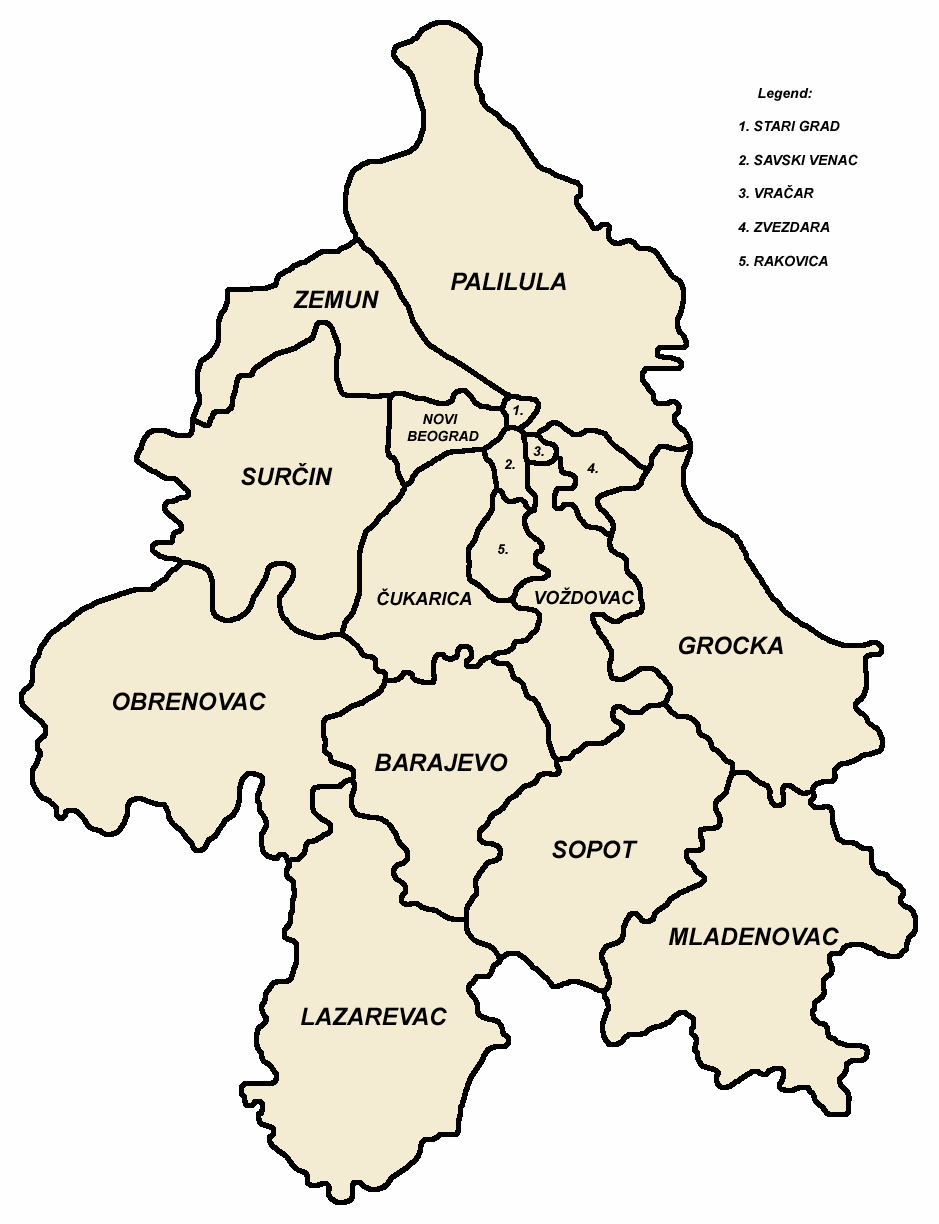 Legend:
1. STARI GRAD
2. SAVSKI VENAC
3. VRAČAR
4. ZVEZDARA
5. RAKOVICA
PALILULA
ZEMUN
1.
NOVI
BEOGRAD
3.
2.
4.
SURČIN
5.
ČUKARICA
VOŽDOVAC
GROCKA
OBRENOVAC
BARAJEVO
SOPOT
MLADENOVAC
LAZAREVAC